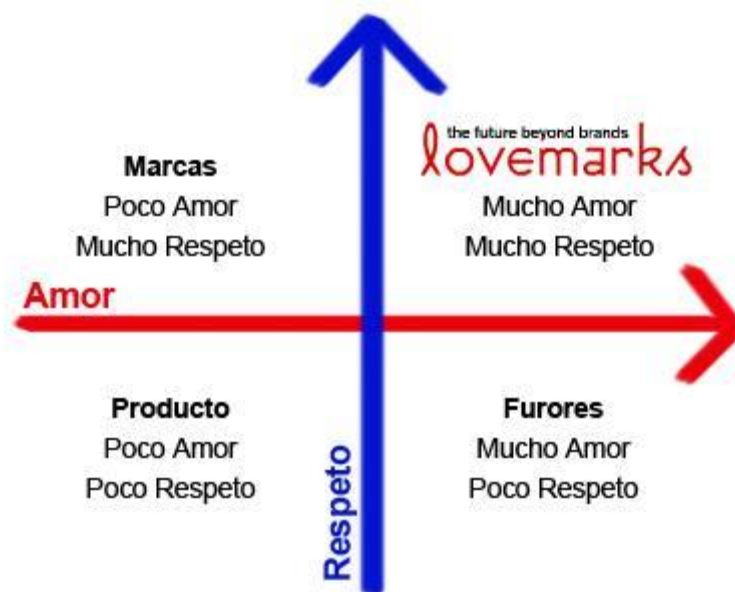 the future beyond brands
lovemarks
Marcas
Poco Amor
Mucho Respeto
Mucho Amor
Mucho Respeto
Amor
Producto
Poco Amor
Poco Respeto
Furores
Mucho Amor
Poco Respeto
Respeto